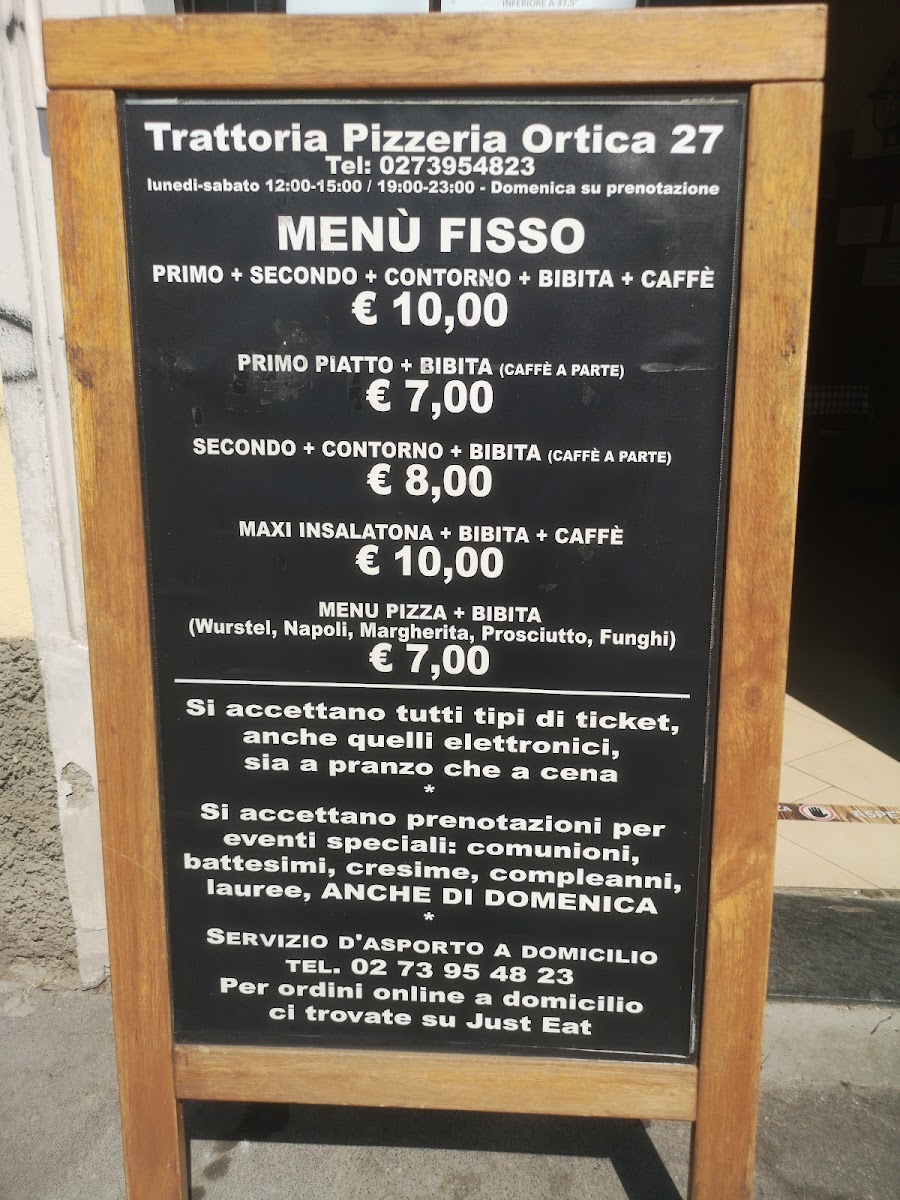 INFERIORE A 37,5°
Trattoria Pizzeria Ortica 27
Tel: 0273954823
lunedi-sabato 12:00-15:00 / 19:00-23:00 - Domenica su prenotazione
MENÙ FISSO
PRIMO + SECONDO + CONTORNO + BIBITA + CAFFÈ
€ 10,00
PRIMO PIATTO + BIBITA (CAFFÈ A PARTE)
€ 7,00
SECONDO + CONTORNO + BIBITA (CAFFÈ A PARTE)
€ 8,00
MAXI INSALATONA + BIBITA + CAFFÈ
€ 10,00
MENU PIZZA + BIBITA
(Wurstel, Napoli, Margherita, Prosciutto, Funghi)
€ 7,00
Si accettano tutti tipi di ticket,
anche quelli elettronici,
sia a pranzo che a cena
*
Si accettano prenotazioni per
eventi speciali: comunioni,
battesimi, cresime, compleanni,
lauree, ANCHE DI DOMENICA
*
SERVIZIO D'ASPORTO A DOMICILIO
TEL. 02 73 95 48 23
Per ordini online a domicilio
ci trovate su Just Eat